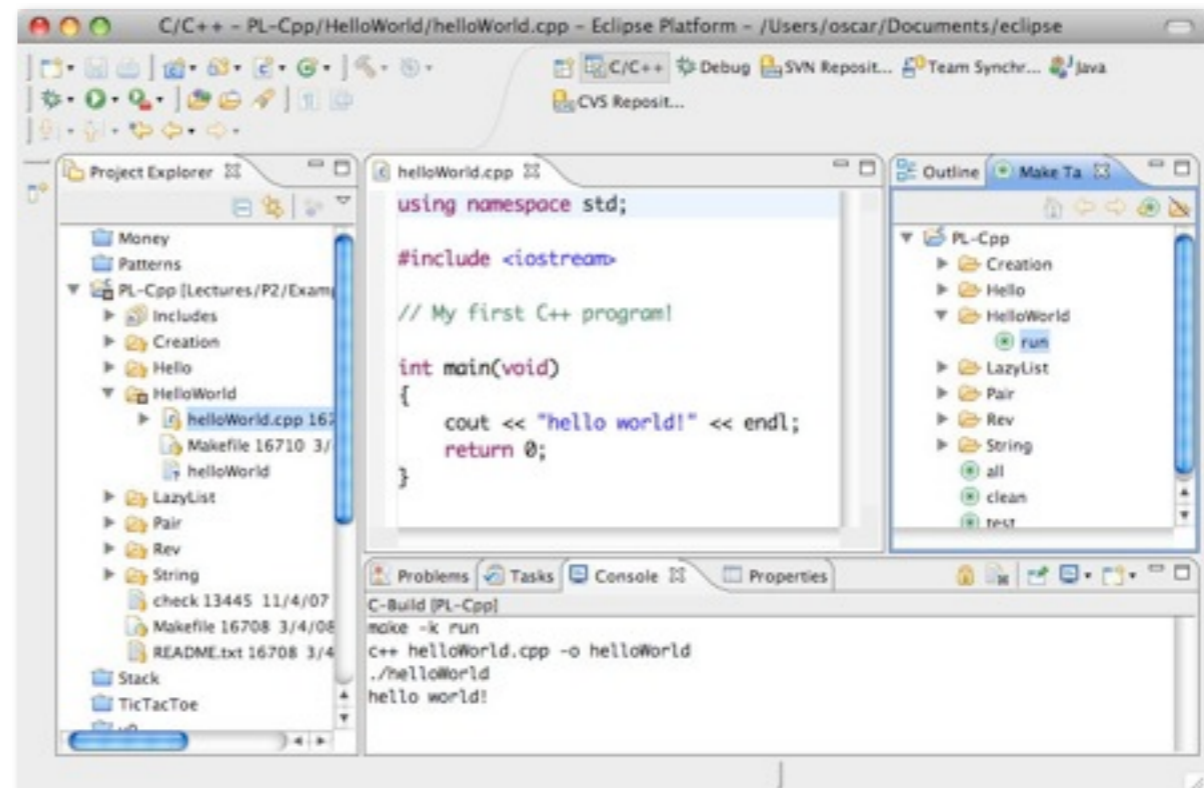 C/C++ - PL-Cpp/HelloWorld/helloWorld.cpp - Eclipse Platform - /Users/oscar/Documents/eclipse
C/C++ Debug SVN Reposit... Team Synchr... Java
CVS Reposit...
Project Explorer
Money
Patterns
PL-Cpp [Lectures/P2/Examp
Includes
Creation
Hello
HelloWorld
helloWorld.cpp 167
Makefile 16710 3/
helloWorld
LazyList
Pair
Rev
String
check 13445 11/4/07
Makefile 16708 3/4/08
README.txt 16708 3/4
Stack
TicTacToe
helloWorld.cpp
using namespace std;
#include <iostream>
// My first C++ program!
int main(void)
{
cout << "hello world!" << endl;
return 0;
}
Outline Make Ta
PL-Cpp
Creation
Hello
HelloWorld
run
LazyList
Pair
Rev
String
all
clean
test
Problems Tasks Console Properties
C-Build [PL-Cpp]
make -k run
c++ helloWorld.cpp -o helloWorld
./helloWorld
hello world!